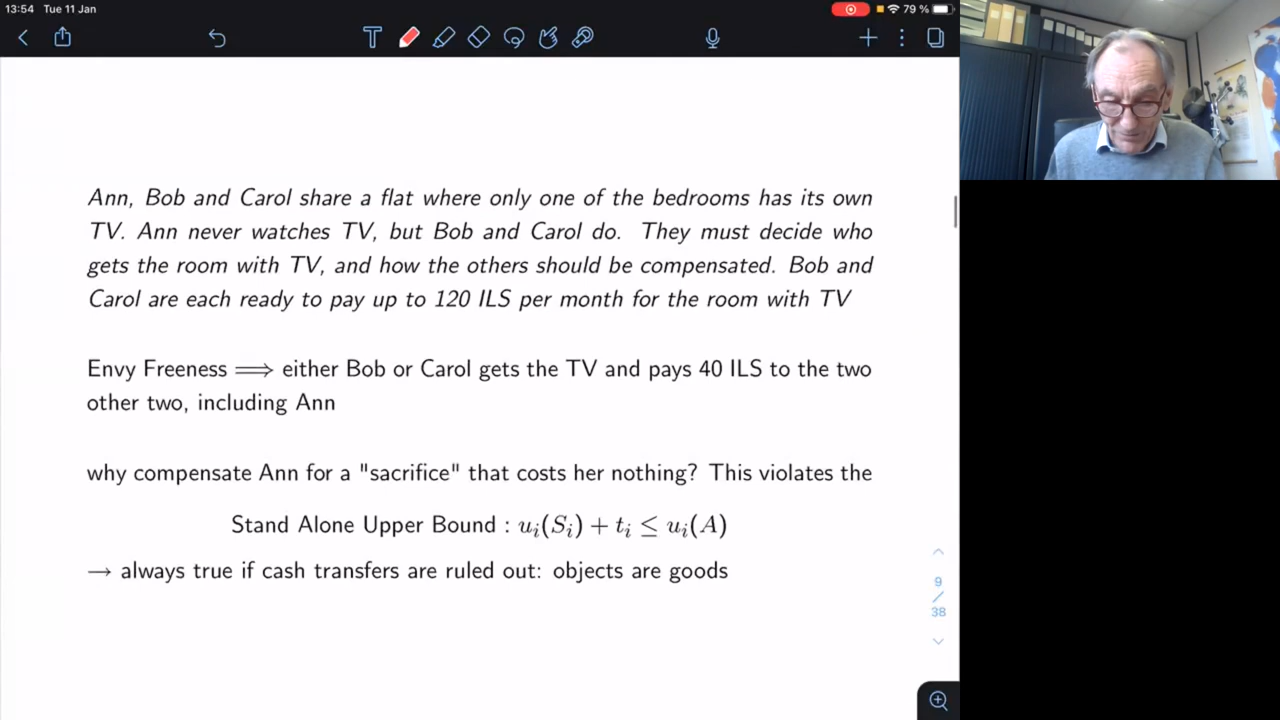 13:54 Tue 11 Jan
79 %
T
Ann, Bob and Carol share a flat where only one of the bedrooms has its own
TV. Ann never watches TV, but Bob and Carol do. They must decide who
gets the room with TV, and how the others should be compensated. Bob and
Carol are each ready to pay up to 120 ILS per month for the room with TV
Envy Freeness ⟹ either Bob or Carol gets the TV and pays 40 ILS to the two
other two, including Ann
why compensate Ann for a "sacrifice" that costs her nothing? This violates the
Stand Alone Upper Bound : uᵢ(Sᵢ) + tᵢ ≤ uᵢ(A)
→ always true if cash transfers are ruled out: objects are goods
9
/
38